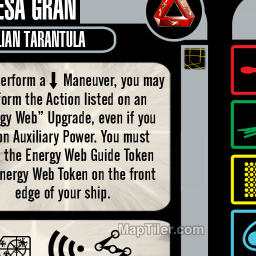 ESA GRAN
LIAN TARANTULA
erform a Maneuver, you may
form the Action listed on an
gy Web" Upgrade, even if you
on Auxiliary Power. You must
the Energy Web Guide Token
nergy Web Token on the front
edge of your ship.
MapTiler.com